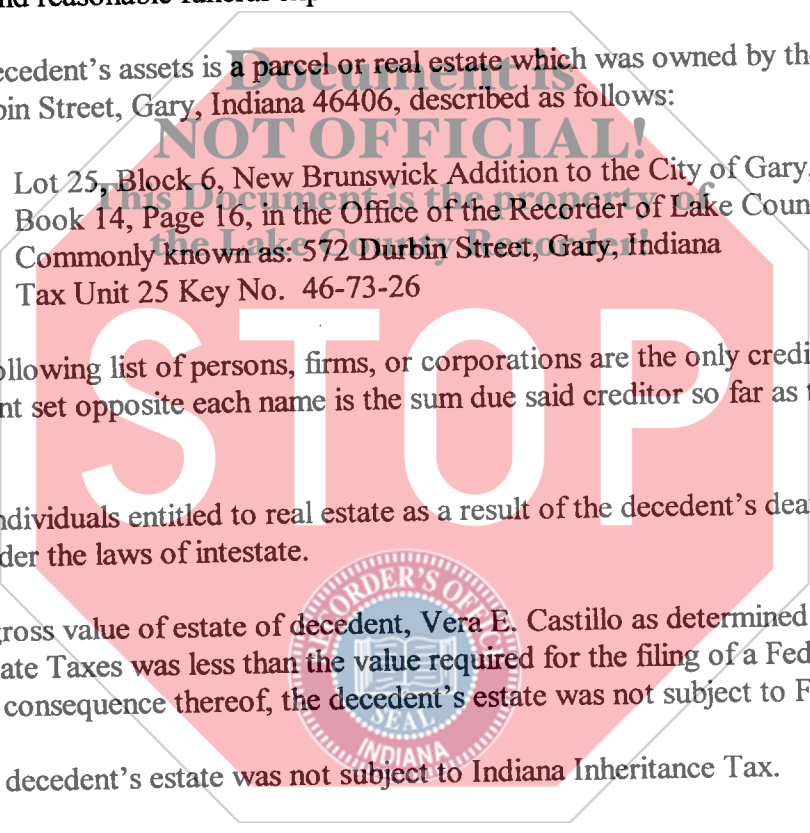 nd reasonable funeral exp
ecedent's assets is a parcel or real estate which was owned by the
bin Street, Gary, Indiana 46406, described as follows:
Document is
NOT OFFICIAL!
This Document is the property of
the Lake County Recorder!
Lot 25, Block 6, New Brunswick Addition to the City of Gary,
Book 14, Page 16, in the Office of the Recorder of Lake Coun
Commonly known as: 572 Durbin Street, Gary, Indiana
Tax Unit 25 Key No. 46-73-26
STOP
ollowing list of persons, firms, or corporations are the only credi
nt set opposite each name is the sum due said creditor so far as t
ndividuals entitled to real estate as a result of the decedent's dea
der the laws of intestate.
gross value of estate of decedent, Vera E. Castillo as determined
ate Taxes was less than the value required for the filing of a Fed
consequence thereof, the decedent's estate was not subject to F
decedent's estate was not subject to Indiana Inheritance Tax.
ORDER'S OF
SEAL
INDIANA